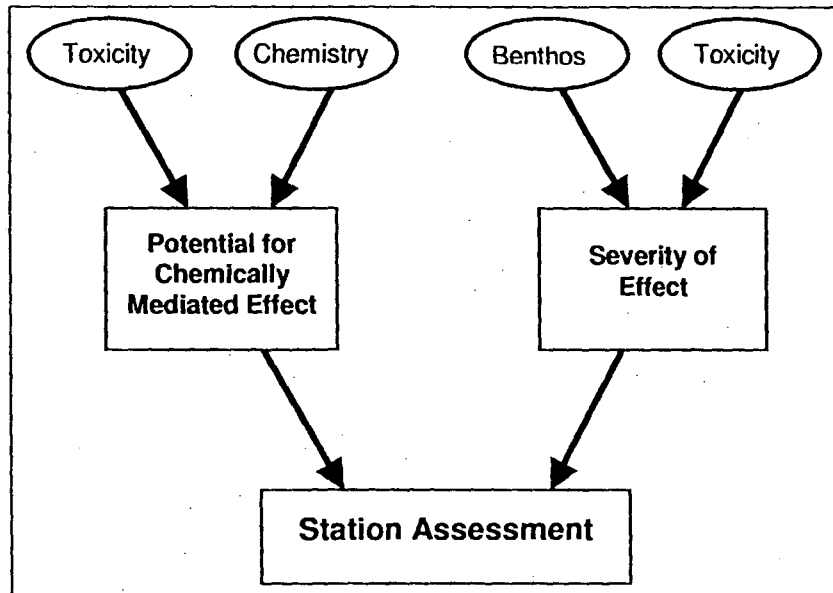 Toxicity
Chemistry
Benthos
Toxicity
Potential for
Chemically
Mediated Effect
Severity of
Effect
Station Assessment